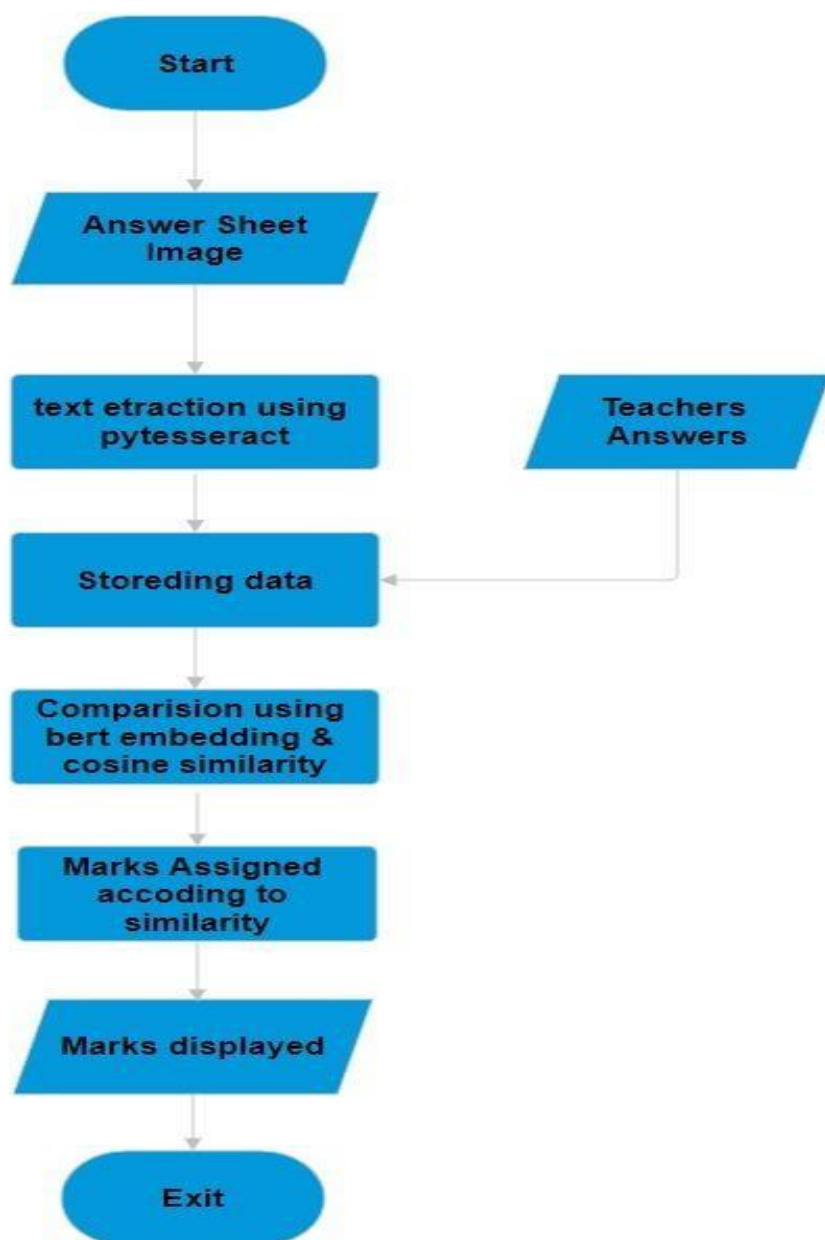 Start
Answer Sheet
Image
text etraction using
pytesseract
Teachers
Answers
Storeding data
Comparision using
bert embedding &
cosine similarity
Marks Assigned
accoding to
similarity
Marks displayed
Exit